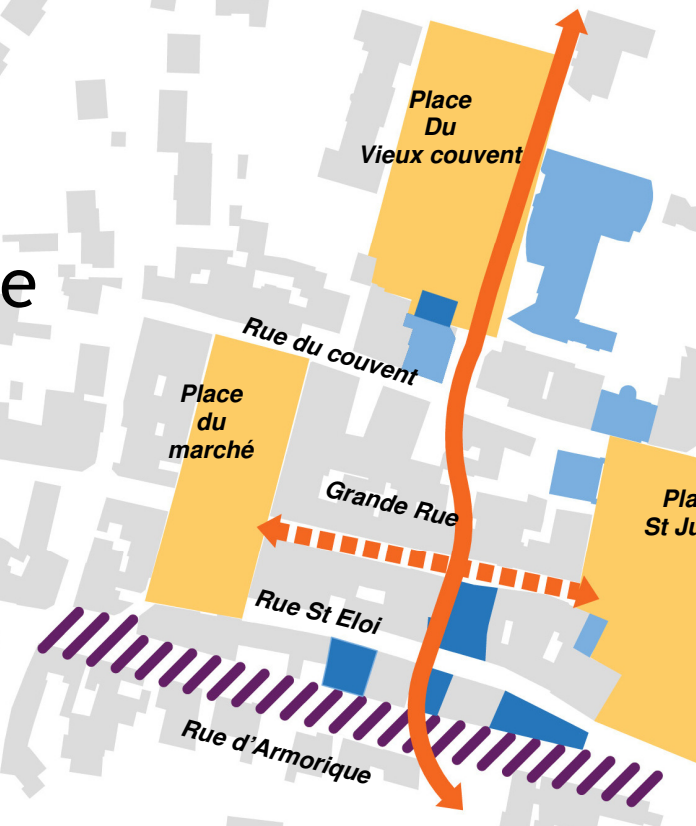 Place
Du
Vieux couvent
e
Rue du couvent
Place
du
marché
Grande Rue
Pla
St Ju
Rue St Eloi
Rue d’Armorique